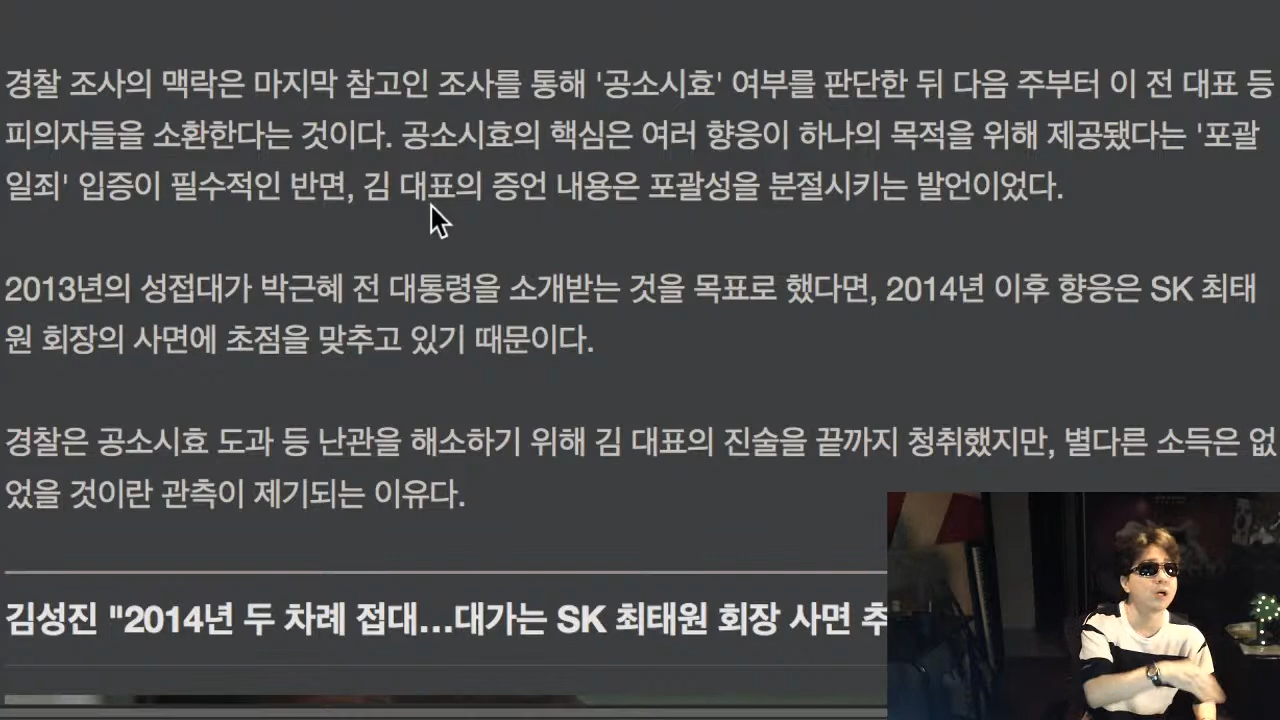 경찰 조사의 맥락은 마지막 참고인 조사를 통해 '공소시효' 여부를 판단한 뒤 다음 주부터 이 전 대표 등
피의자들을 소환한다는 것이다. 공소시효의 핵심은 여러 향응이 하나의 목적을 위해 제공됐다는 '포괄
일죄' 입증이 필수적인 반면, 김 대표의 증언 내용은 포괄성을 분절시키는 발언이었다.
2013년의 성접대가 박근혜 전 대통령을 소개받는 것을 목표로 했다면, 2014년 이후 향응은 SK 최태
원 회장의 사면에 초점을 맞추고 있기 때문이다.
경찰은 공소시효 도과 등 난관을 해소하기 위해 김 대표의 진술을 끝까지 청취했지만, 별다른 소득은 없
었을 것이란 관측이 제기되는 이유다.
김성진 "2014년 두 차례 접대...대가는 SK 최태원 회장 사면 추